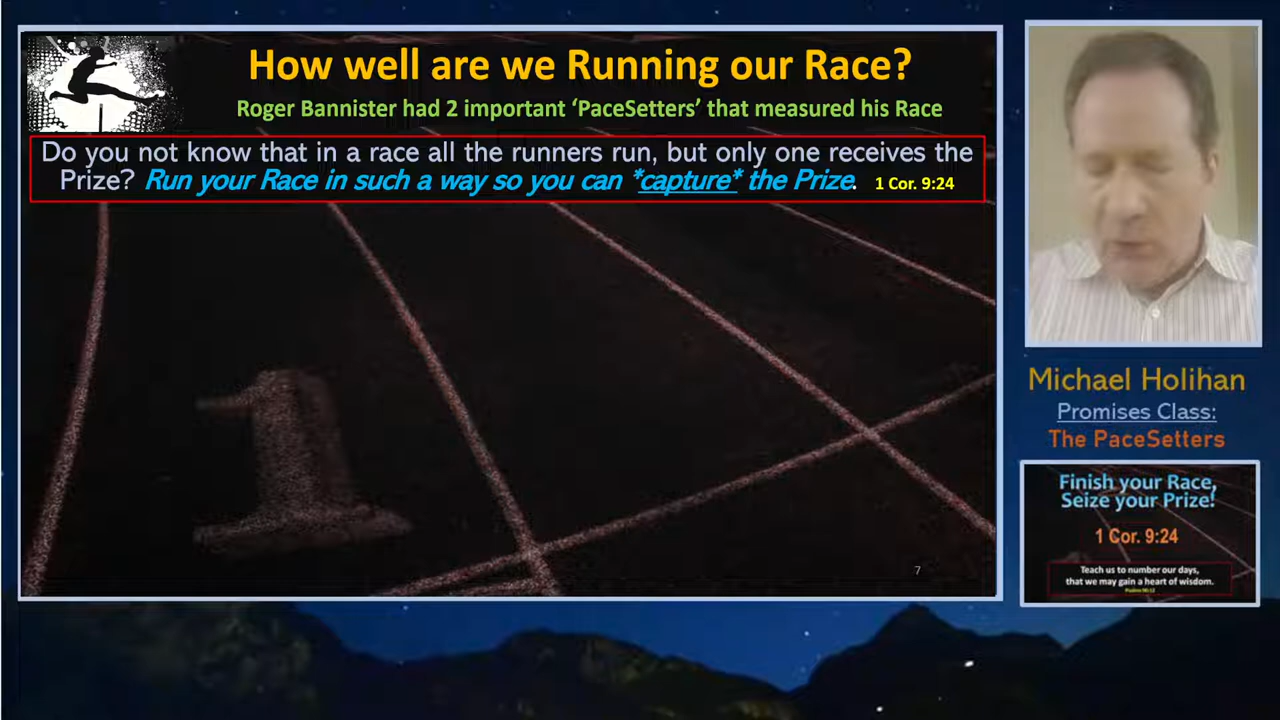 How well are we Running our Race?
Roger Bannister had 2 important ‘PaceSetters’ that measured his Race
Do you not know that in a race all the runners run, but only one receives the
Prize? Run your Race in such a way so you can *capture* the Prize. 1 Cor. 9:24
1
7
Michael Holihan
Promises Class:
The PaceSetters
Finish your Race,
Seize your Prize!
1 Cor. 9:24
Teach us to number our days,
that we may gain a heart of wisdom.